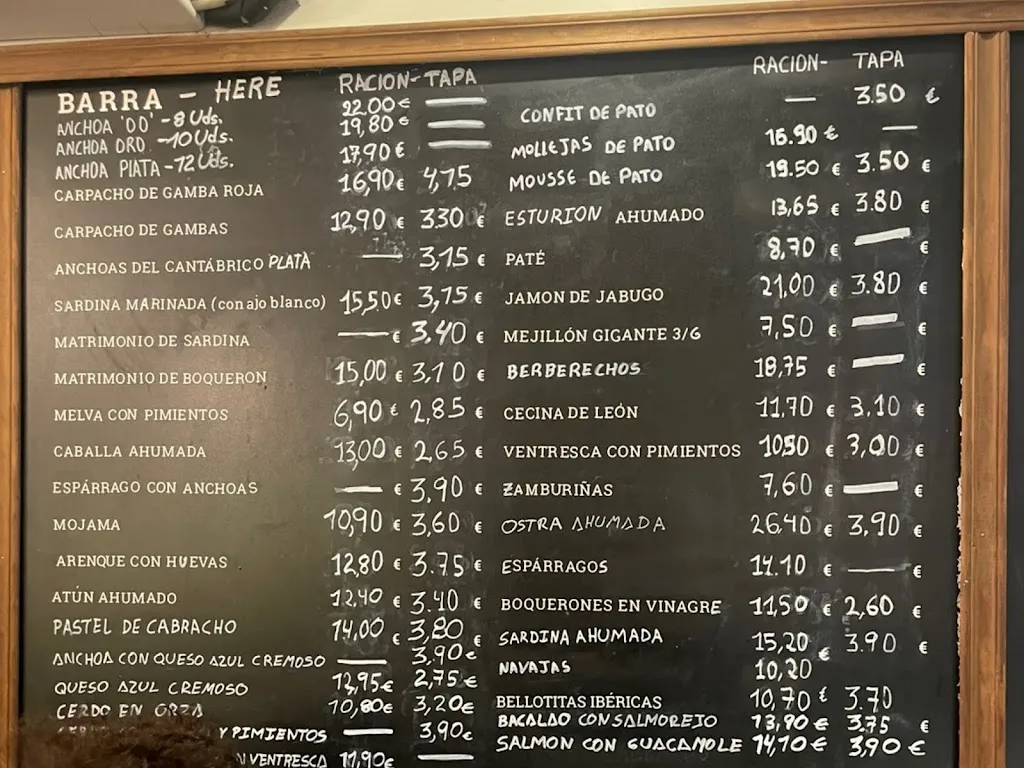 BARRA - HERE RACION- TAPA
ANCHOA 'OO' -8 Uds. 22.00€ —
ANCHOA ORO -10 Uds. 19,80€ —
ANCHOA PLATA -12 Uds. 17,90€ —
CARPACHO DE GAMBA ROJA 16,90€ 4,75
CARPACHO DE GAMBAS 12,90 € 3.30 €
ANCHOAS DEL CANTÁBRICO PLATA — 3,15 €
SARDINA MARINADA (con ajo blanco) 15,50€ 3,75 €
MATRIMONIO DE SARDINA — € 3.40 €
MATRIMONIO DE BOQUERON 15,00 € 3,10 €
MELVA CON PIMIENTOS 6,90 € 2,85 €
CABALLA AHUMADA 13,00 € 2,65 €
ESPÁRRAGO CON ANCHOAS — € 3,90 €
MOJAMA 10,90 € 3,60 €
ARENQUE CON HUEVAS 12,80 € 3.75 €
ATÚN AHUMADO 12,40 € 3.40 €
PASTEL DE CABRACHO 14,00 € 3,80 €
ANCHOA CON QUESO AZUL CREMOSO — 3,90€
QUESO AZUL CREMOSO 12,95€ 2,75 €
CERDO EN ORZA 10,80€ 3,20€
Y PIMIENTOS — 3,90€
VENTRESCA 11,90€ —
RACION- TAPA
CONFIT DE PATO — 3.50 €
MOLLEJAS DE PATO 16.90 € —
MOUSSE DE PATO 19.50 € 3.50 €
ESTURION AHUMADO 13,65 € 3.80 €
PATÉ 8,70 € — €
JAMON DE JABUGO 21,00 € 3.80 €
MEJILLÓN GIGANTE 3/6 7,50 € — €
BERBERECHOS 18,75 € — €
CECINA DE LEÓN 11,70 € 3,10 €
VENTRESCA CON PIMIENTOS 10,50 € 3,00 €
ZAMBURIÑAS 7,60 € — €
OSTRA AHUMADA 26,40 € 3,90 €
ESPÁRRAGOS 14.10 € — €
BOQUERONES EN VINAGRE 11,50 € 2,60 €
SARDINA AHUMADA 15,20 € 3.90 €
NAVAJAS 10,20
BELLOTITAS IBÉRICAS 10,70 € 3.70
BACALAO CON SALMOREJO 13,90 € 3.75 €
SALMON CON GUACAMOLE 14,10 € 3,90 €